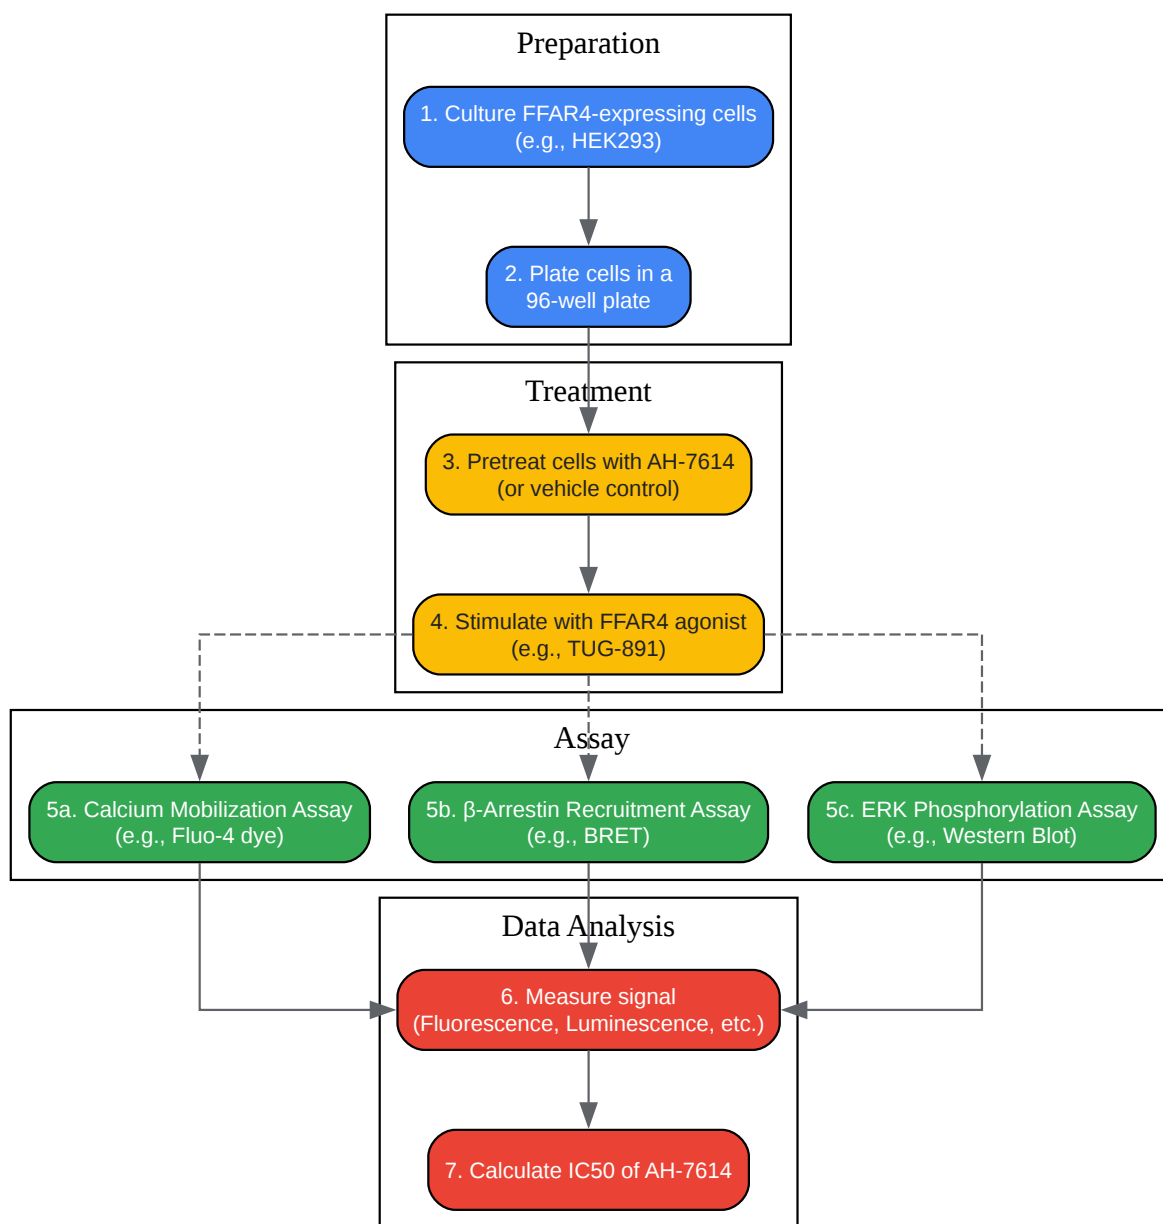 Preparation
1. Culture FFAR4-expressing cells
(e.g., HEK293)
2. Plate cells in a
96-well plate
Treatment
3. Pretreat cells with AH-7614
(or vehicle control)
4. Stimulate with FFAR4 agonist
(e.g., TUG-891)
Assay
5a. Calcium Mobilization Assay
(e.g., Fluo-4 dye)
5b. β-Arrestin Recruitment Assay
(e.g., BRET)
5c. ERK Phosphorylation Assay
(e.g., Western Blot)
Data Analysis
6. Measure signal
(Fluorescence, Luminescence, etc.)
7. Calculate IC50 of AH-7614